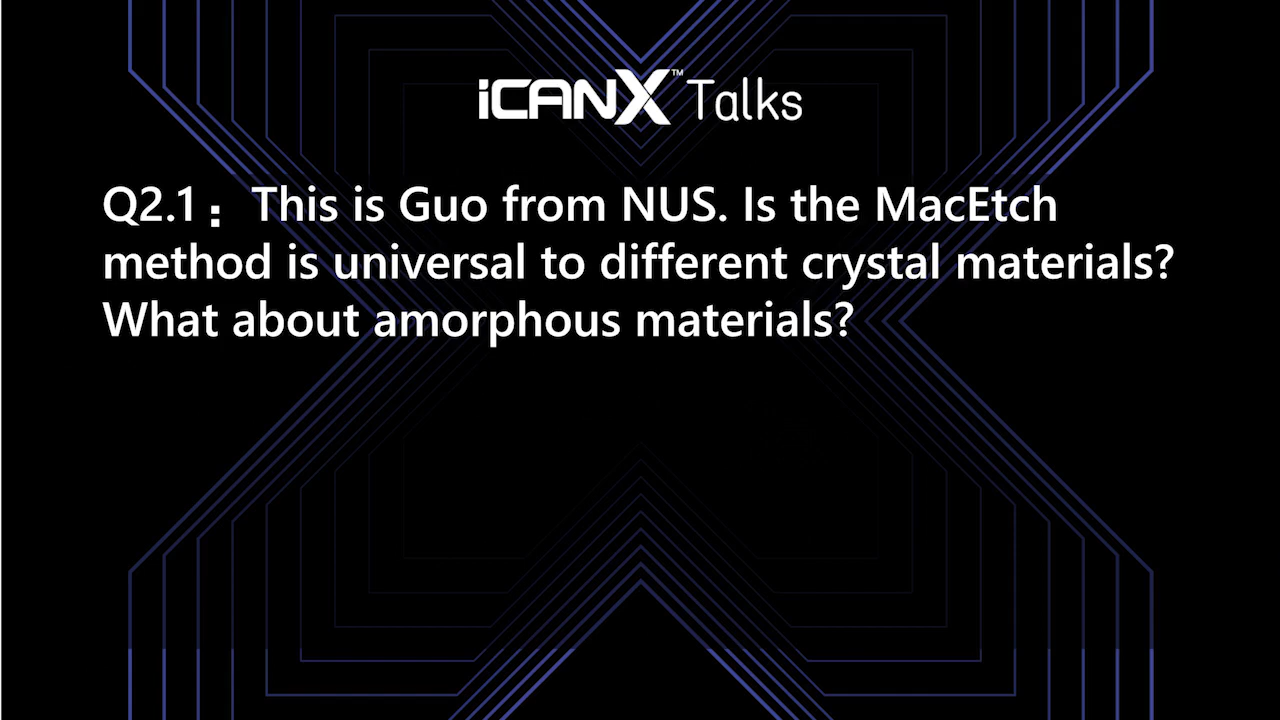 iCANX™ Talks
Q2.1：This is Guo from NUS. Is the MacEtch
method is universal to different crystal materials?
What about amorphous materials?